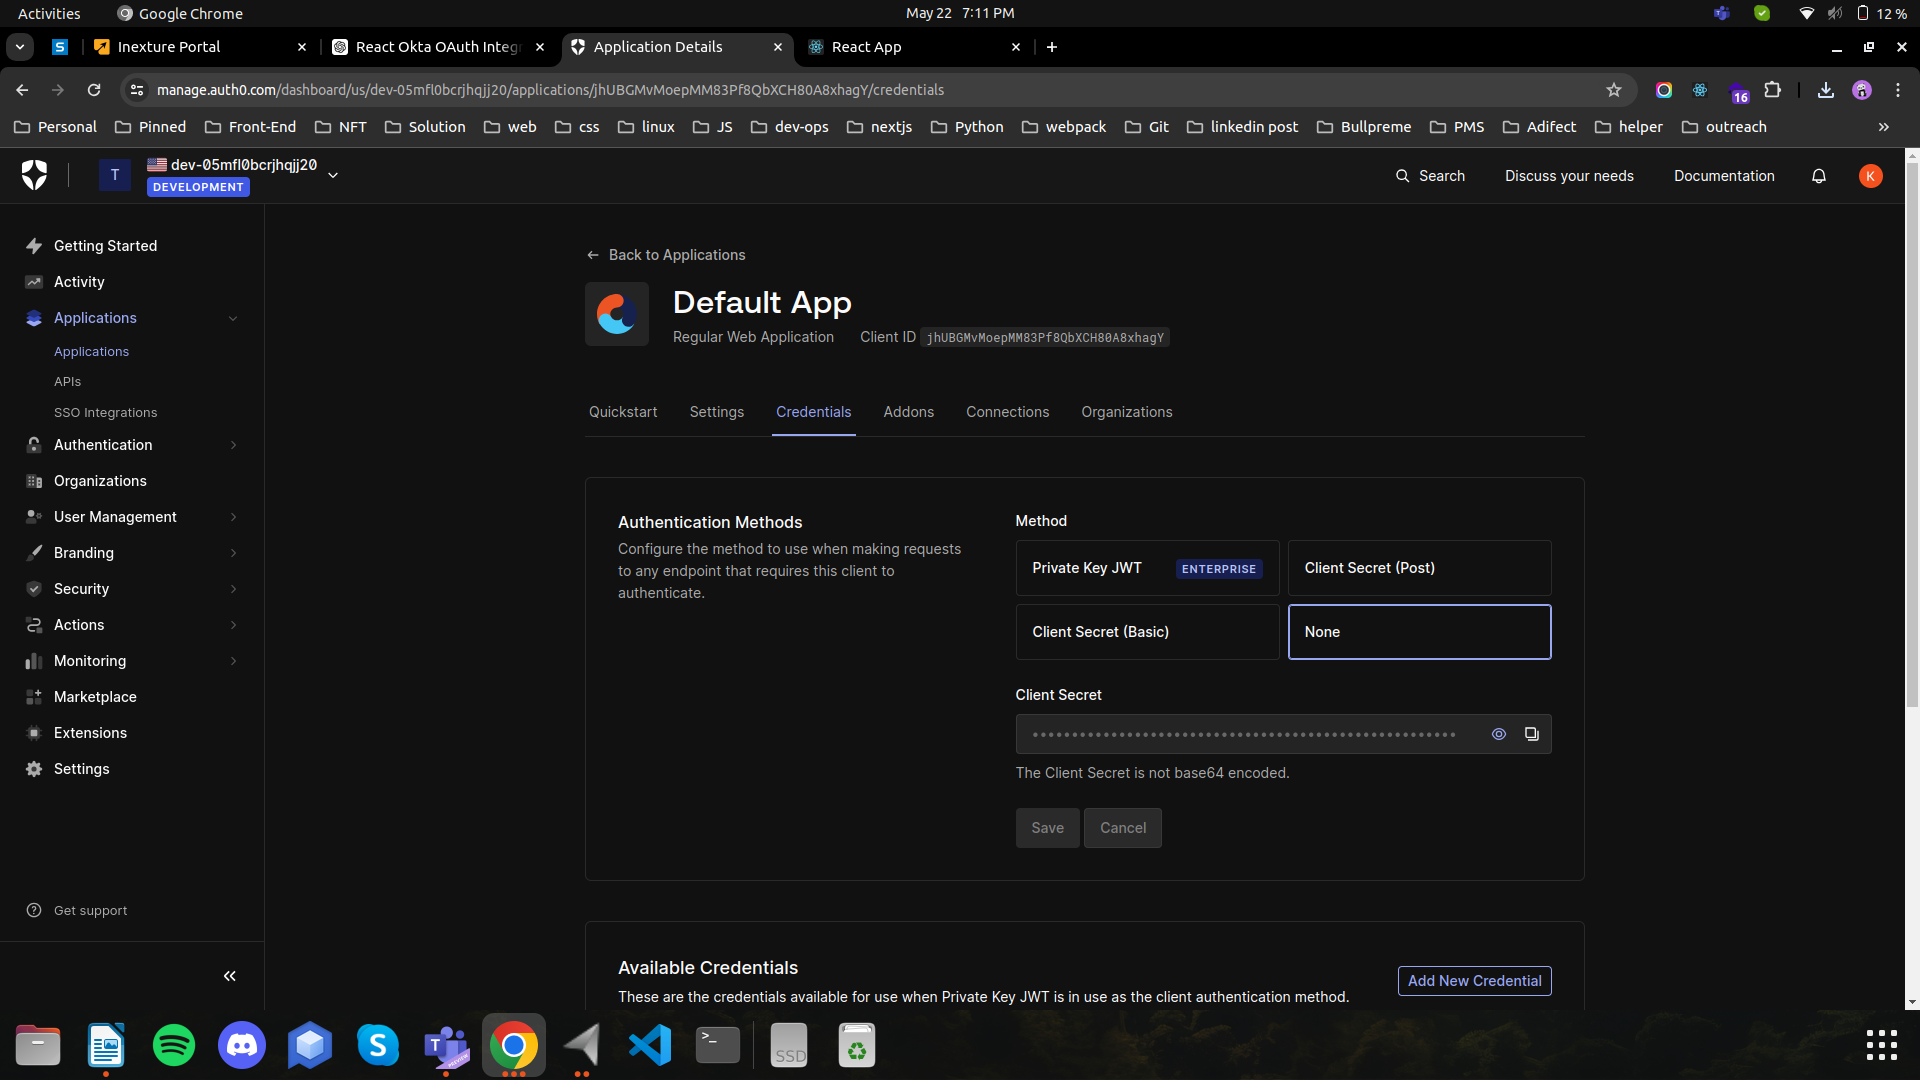 Activities
Google Chrome
May 22 7:11 PM
12 %
S
Inexture Portal
React Okta OAuth Integ
Application Details
React App
manage.auth0.com/dashboard/us/dev-05mfl0bcrjhqjj20/applications/jhUBGMvMoepMM83Pf8QbXCH80A8xhagY/credentials
16
Personal
Pinned
Front-End
NFT
Solution
web
css
linux
JS
dev-ops
nextjs
Python
webpack
Git
linkedin post
Bullpreme
PMS
Adifect
helper
outreach
T
dev-05mfl0bcrjhqjj20
DEVELOPMENT
Search
Discuss your needs
Documentation
K
Getting Started
Activity
Applications
Applications
APIs
SSO Integrations
Authentication
Organizations
User Management
Branding
Security
Actions
Monitoring
Marketplace
Extensions
Settings
Get support
Back to Applications
Default App
Regular Web Application
Client ID jhUBGMvMoepMM83Pf8QbXCH80A8xhagY
Quickstart
Settings
Credentials
Addons
Connections
Organizations
Authentication Methods
Configure the method to use when making requests
to any endpoint that requires this client to
authenticate.
Method
Private Key JWT
ENTERPRISE
Client Secret (Post)
Client Secret (Basic)
None
Client Secret
The Client Secret is not base64 encoded.
Save
Cancel
Available Credentials
These are the credentials available for use when Private Key JWT is in use as the client authentication method.
Add New Credential
S
T
>_
SSD